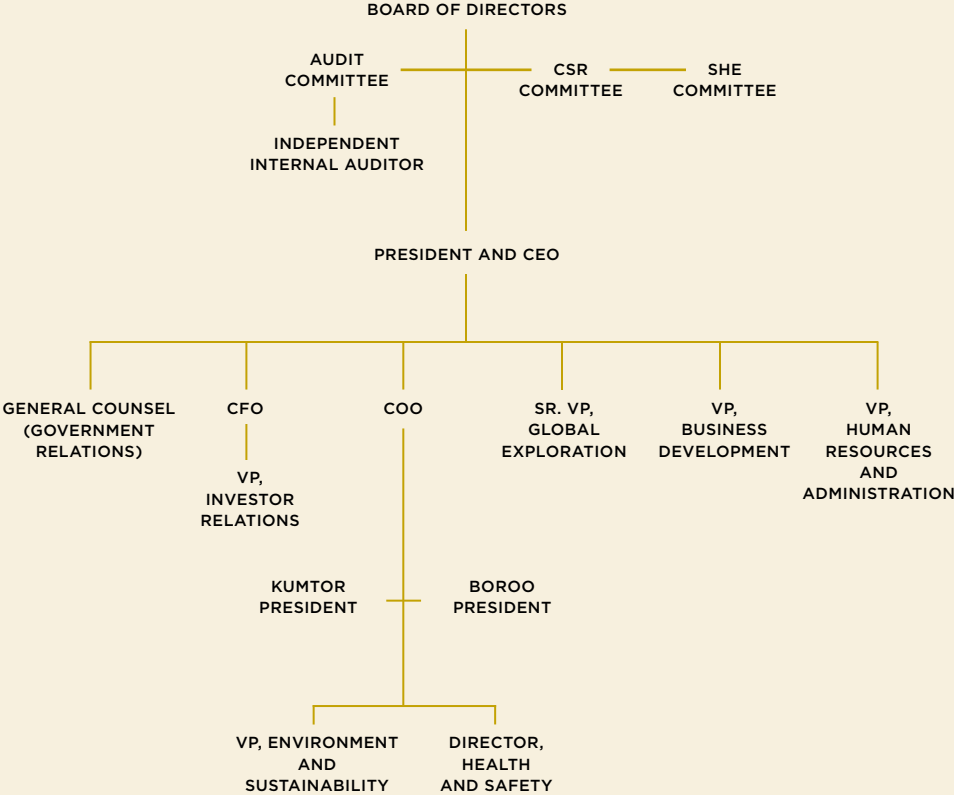 BOARD OF DIRECTORS
AUDIT
COMMITTEE
CSR
COMMITTEE
SHE
COMMITTEE
INDEPENDENT
INTERNAL AUDITOR
PRESIDENT AND CEO
GENERAL COUNSEL
(GOVERNMENT
RELATIONS)
CFO
VP,
INVESTOR
RELATIONS
COO
SR. VP,
GLOBAL
EXPLORATION
VP,
BUSINESS
DEVELOPMENT
VP,
HUMAN
RESOURCES
AND
ADMINISTRATION
KUMTOR
PRESIDENT
BOROO
PRESIDENT
VP, ENVIRONMENT
AND
SUSTAINABILITY
DIRECTOR,
HEALTH
AND SAFETY